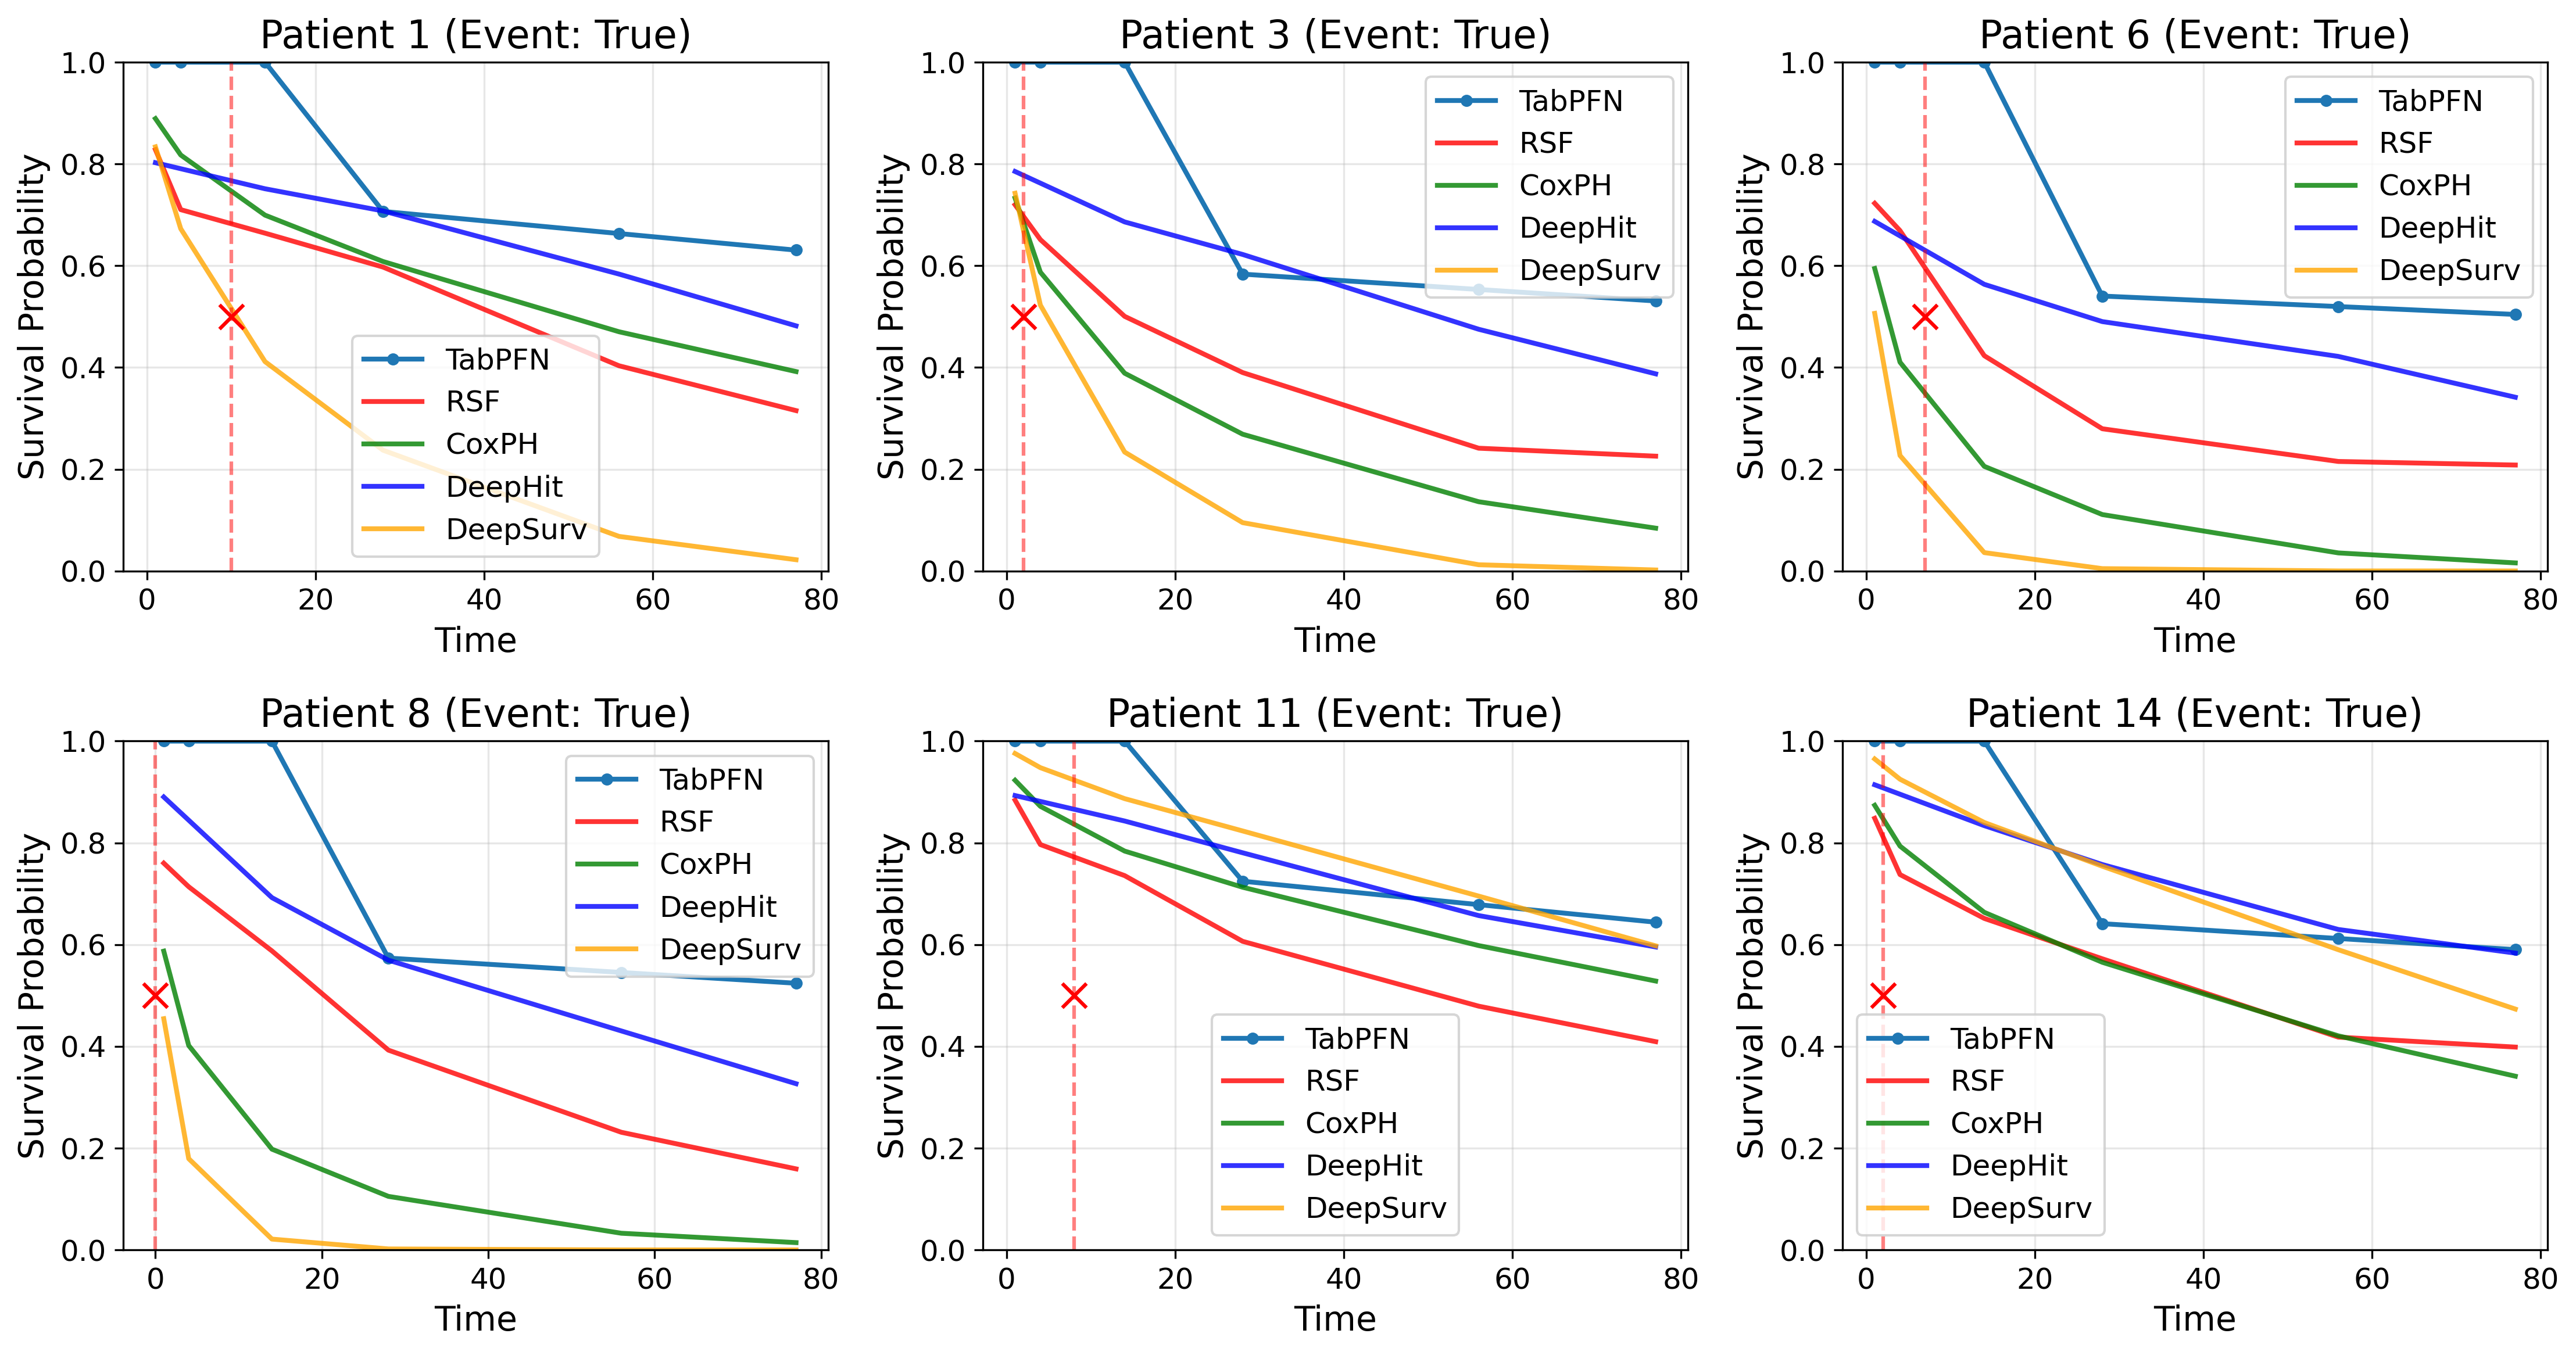 Patient 1 (Event: True)
Survival Probability
1.0
0.8
0.6
0.4
0.2
0.0
TabPFN
RSF
CoxPH
DeepHit
DeepSurv
0 20 40 60 80
Time
Patient 3 (Event: True)
Survival Probability
1.0
0.8
0.6
0.4
0.2
0.0
TabPFN
RSF
CoxPH
DeepHit
DeepSurv
0 20 40 60 80
Time
Patient 6 (Event: True)
Survival Probability
1.0
0.8
0.6
0.4
0.2
0.0
TabPFN
RSF
CoxPH
DeepHit
DeepSurv
0 20 40 60 80
Time
Patient 8 (Event: True)
Survival Probability
1.0
0.8
0.6
0.4
0.2
0.0
TabPFN
RSF
CoxPH
DeepHit
DeepSurv
0 20 40 60 80
Time
Patient 11 (Event: True)
Survival Probability
1.0
0.8
0.6
0.4
0.2
0.0
TabPFN
RSF
CoxPH
DeepHit
DeepSurv
0 20 40 60 80
Time
Patient 14 (Event: True)
Survival Probability
1.0
0.8
0.6
0.4
0.2
0.0
TabPFN
RSF
CoxPH
DeepHit
DeepSurv
0 20 40 60 80
Time